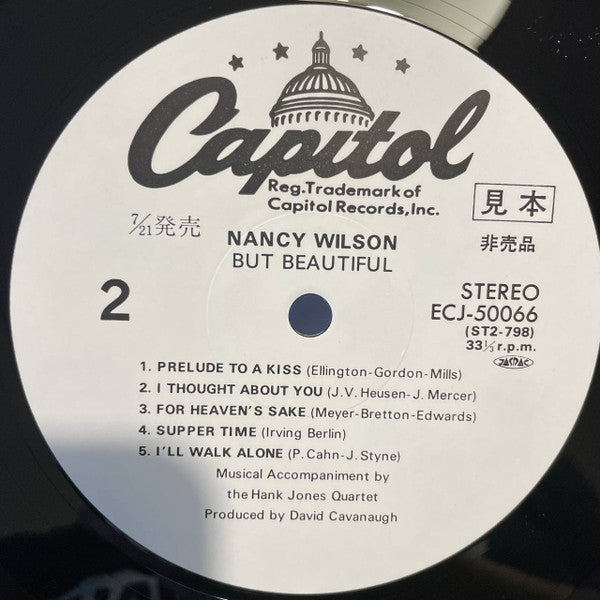 Capitol
Reg.Trademark of
Capitol Records,Inc.
見本
7/21発売
非売品
NANCY WILSON
BUT BEAUTIFUL
2
STEREO
ECJ-50066
(ST2-798)
33⅓ r.p.m.
JASRAC
1. PRELUDE TO A KISS (Ellington-Gordon-Mills)
2. I THOUGHT ABOUT YOU (J.V. Heusen-J. Mercer)
3. FOR HEAVEN'S SAKE (Meyer-Bretton-Edwards)
4. SUPPER TIME (Irving Berlin)
5. I'LL WALK ALONE (P. Cahn-J. Styne)
Musical Accompaniment by
the Hank Jones Quartet
Produced by David Cavanaugh